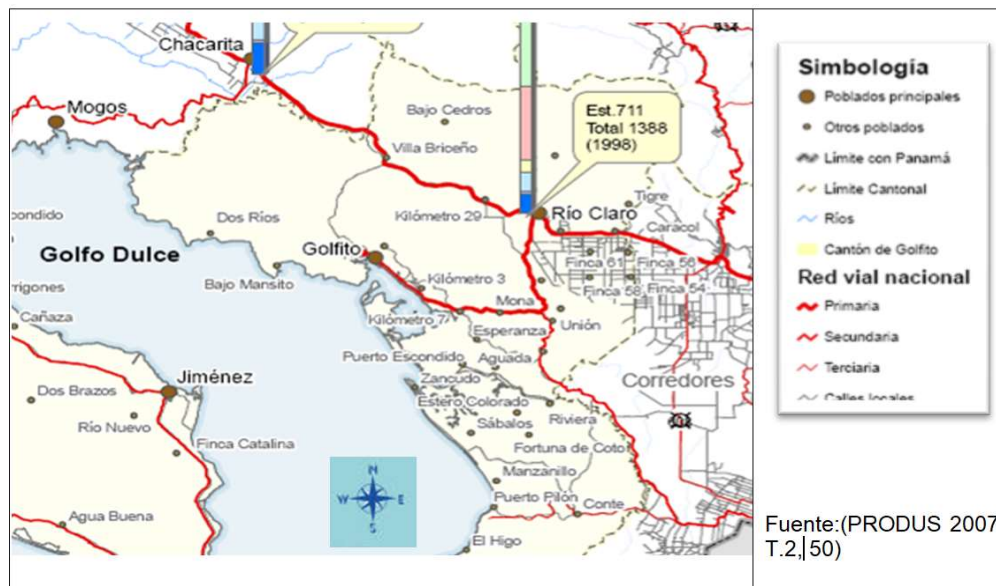 Chacarita
Mogos
Bajo Cedros
Est.711
Total 1388
(1998)
Villa Briceño
Tigre
Dos Ríos
Kilómetro 29
Río Claro
Caracol
Golfo Dulce
Golfito
Finca 61
Finca 56
Bajo Mansito
Kilómetro 3
Finca 58
Finca 54
Mona
Kilómetro 7
Esperanza
Unión
Cañaza
Puerto Escondido
Aguada
Jiménez
Zancudo
Corredores
Dos Brazos
Estero Colorado
Riviera
Río Nuevo
Sábalos
Finca Catalina
Fortuna de Coto
Manzanillo
Puerto Pilón
Conte
Agua Buena
El Higo
N
W
E
S
Simbología
Poblados principales
Otros poblados
Límite con Panamá
Límite Cantonal
Ríos
Cantón de Golfito
Red vial nacional
Primaria
Secundaria
Terciaria
Calles locales
Fuente:(PRODUS 2007
T.2, 50)